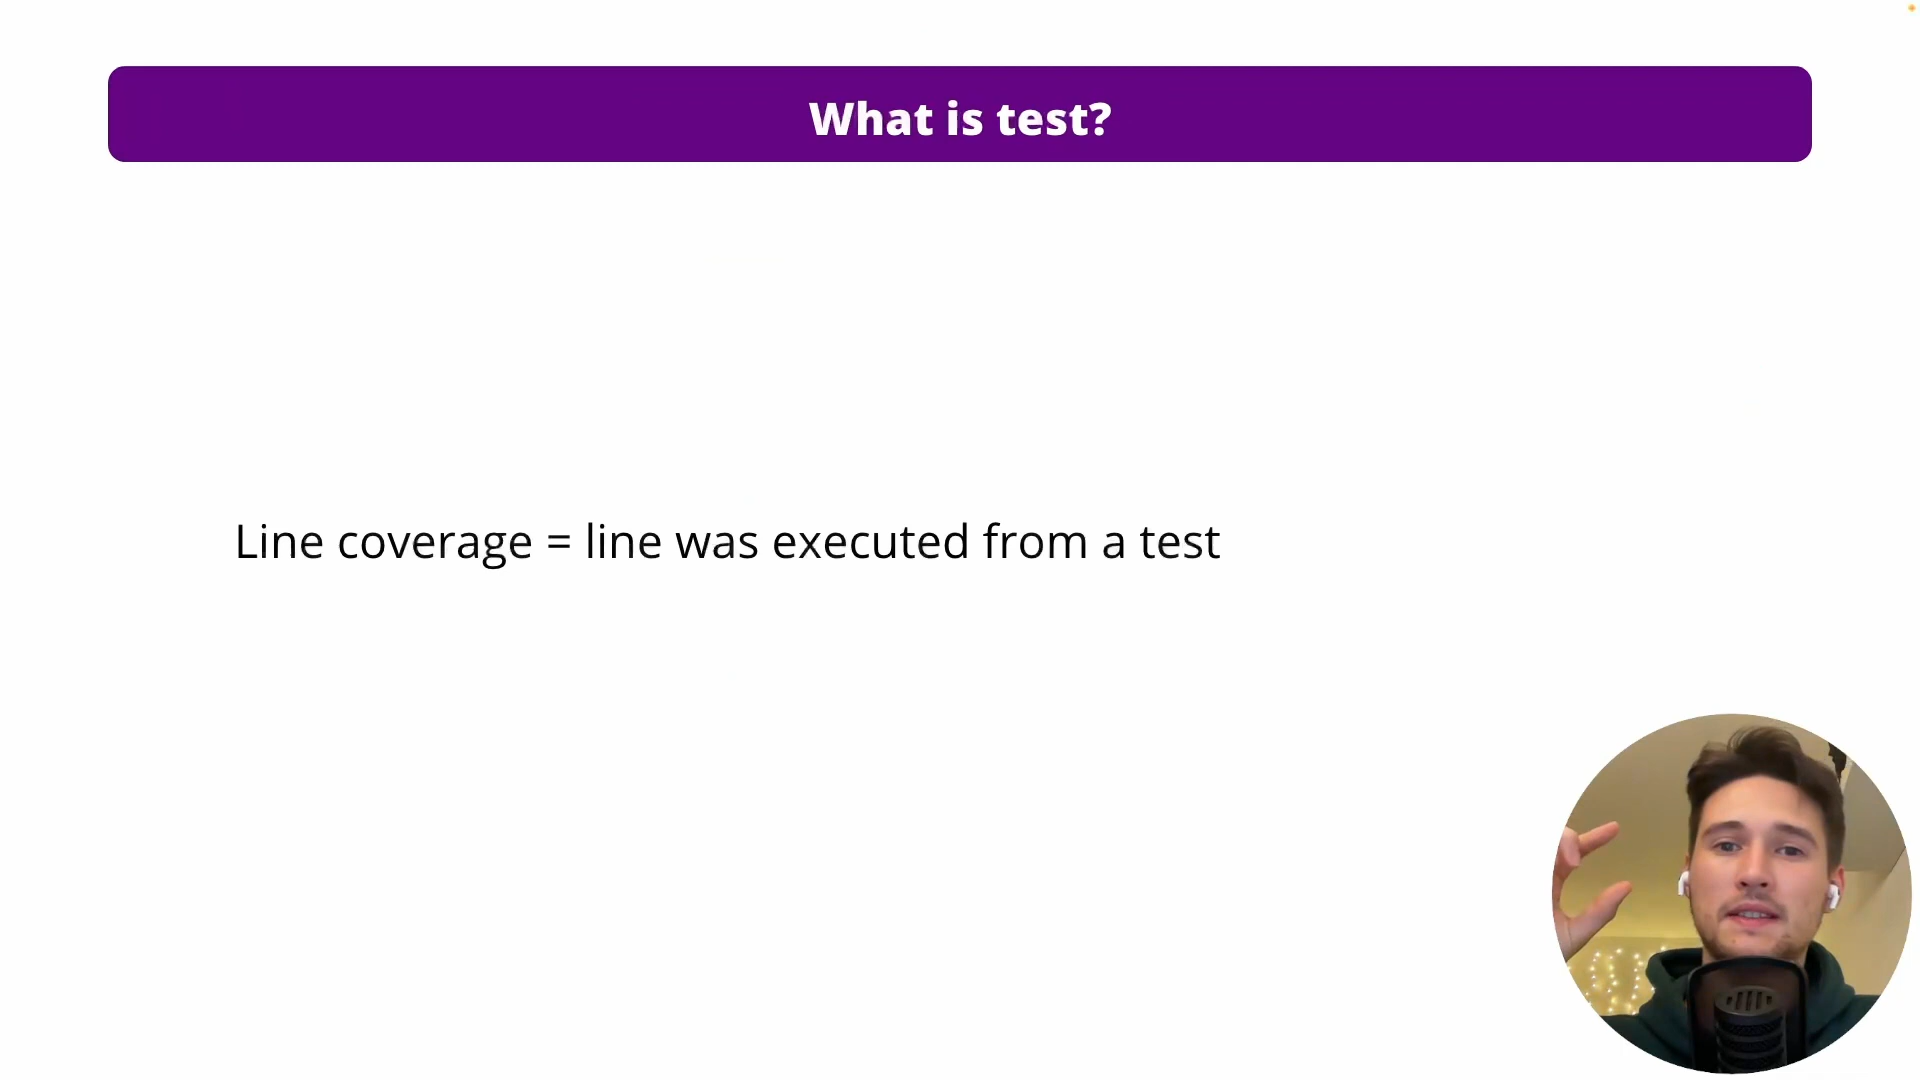 What is test?
Line coverage = line was executed from a test